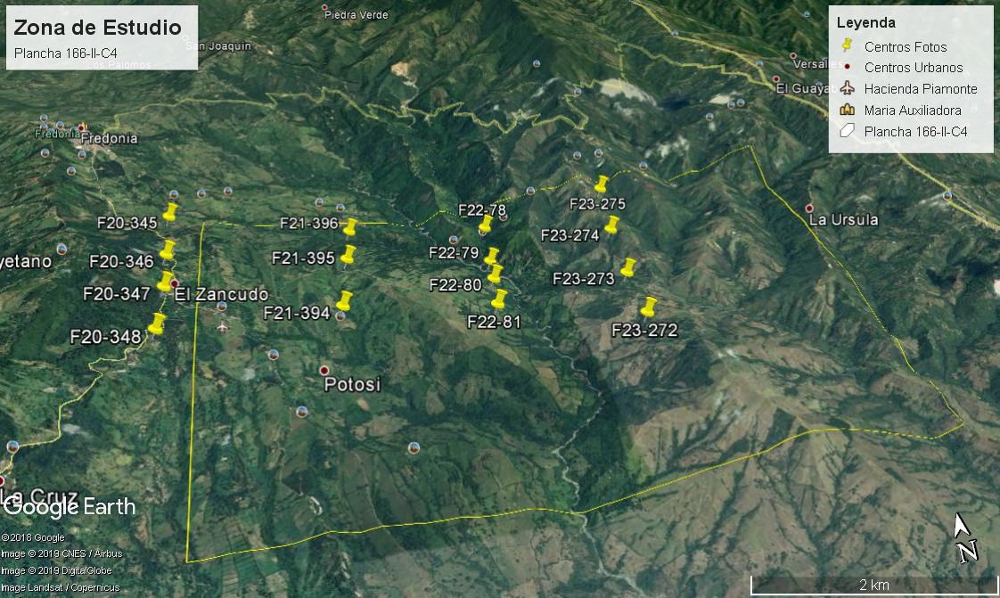 Zona de Estudio
Plancha 166-II-C4
Leyenda
Centros Fotos
Centros Urbanos
Hacienda Piamonte
Maria Auxiliadora
Plancha 166-II-C4
Piedra Verde
San Joaquin
Los Palomos
Versalles
El Guayab
Fredonia
Fredonia
F20-345
F21-396
F22-78
F23-275
La Ursula
F20-346
F21-395
F22-79
F23-274
yetano
F20-347
El Zancudo
F22-80
F23-273
F21-394
F20-348
F22-81
F23-272
Potosi
La Cruz
Google Earth
©2018 Google
Image © 2019 CNES / Airbus
Image © 2019 DigitalGlobe
Image Landsat / Copernicus
N
2 km